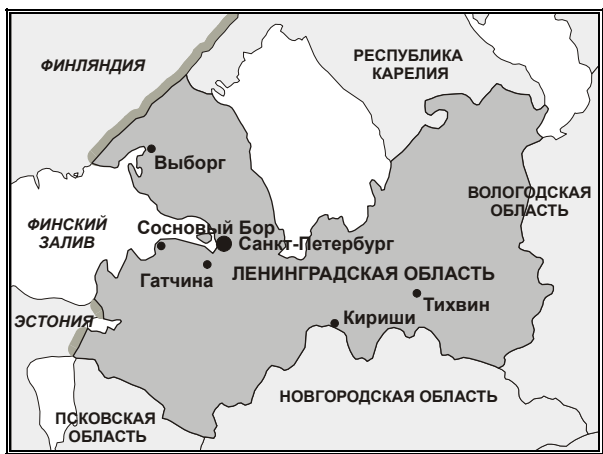 ФИНЛЯНДИЯ
РЕСПУБЛИКА
КАРЕЛИЯ
Выборг
ВОЛОГОДСКАЯ
ОБЛАСТЬ
ФИНСКИЙ
ЗАЛИВ
Сосновый Бор
Санкт-Петербург
Гатчина
ЛЕНИНГРАДСКАЯ ОБЛАСТЬ
Тихвин
ЭСТОНИЯ
Кириши
НОВГОРОДСКАЯ ОБЛАСТЬ
ПСКОВСКАЯ
ОБЛАСТЬ